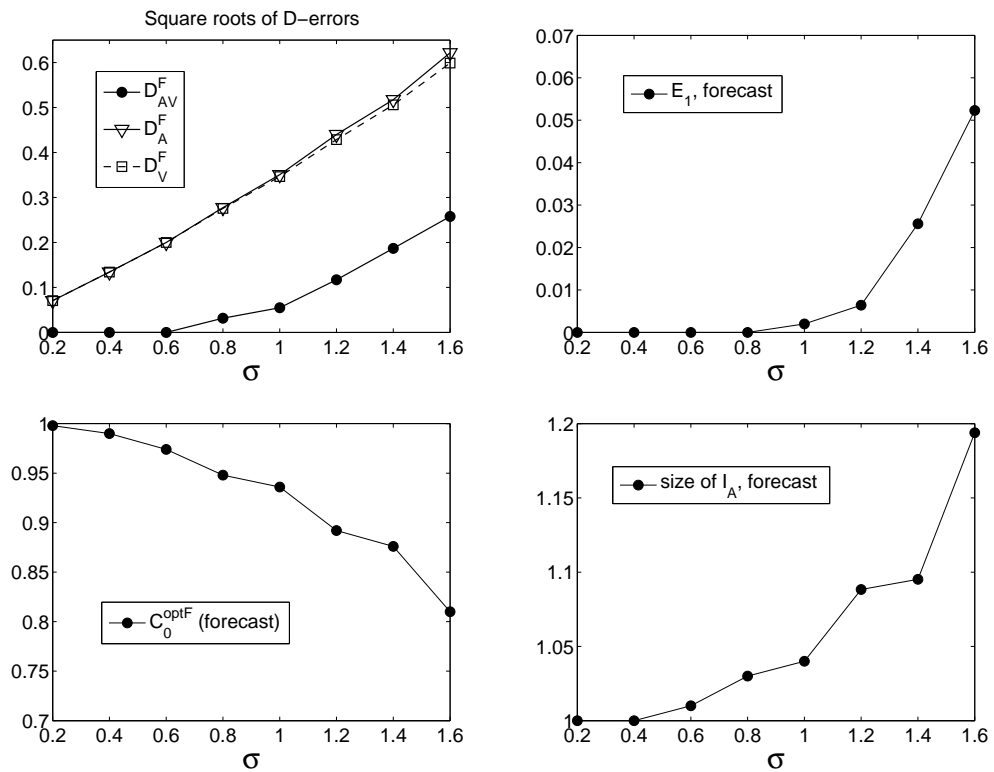 Square roots of D−errors
0.6
0.5
0.4
0.3
0.2
0.1
0
D_AV^F
D_A^F
D_V^F
0.2 0.4 0.6 0.8 1 1.2 1.4 1.6
σ
0.07
0.06
0.05
0.04
0.03
0.02
0.01
0
E_1, forecast
0.2 0.4 0.6 0.8 1 1.2 1.4 1.6
σ
1
0.95
0.9
0.85
0.8
0.75
0.7
C_0^optF (forecast)
0.2 0.4 0.6 0.8 1 1.2 1.4 1.6
σ
1.2
1.15
1.1
1.05
1
size of I_A, forecast
0.2 0.4 0.6 0.8 1 1.2 1.4 1.6
σ